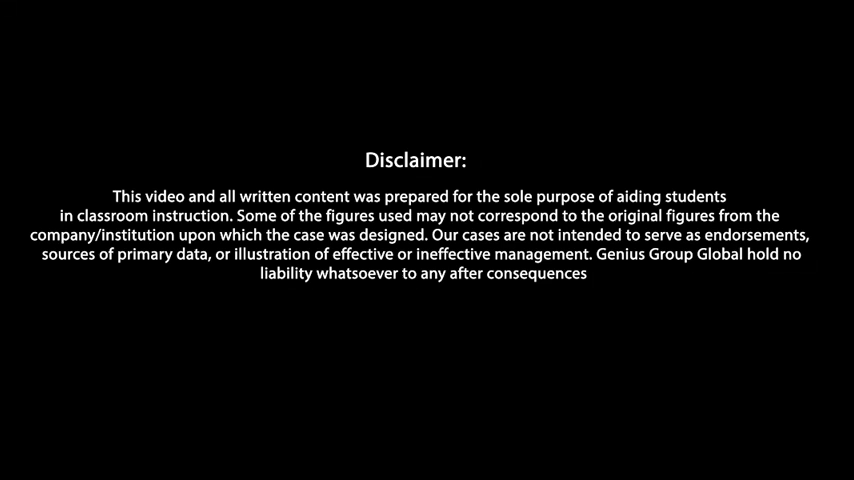 Disclaimer:
This video and all written content was prepared for the sole purpose of aiding students
in classroom instruction. Some of the figures used may not correspond to the original figures from the
company/institution upon which the case was designed. Our cases are not intended to serve as endorsements,
sources of primary data, or illustration of effective or ineffective management. Genius Group Global hold no
liability whatsoever to any after consequences